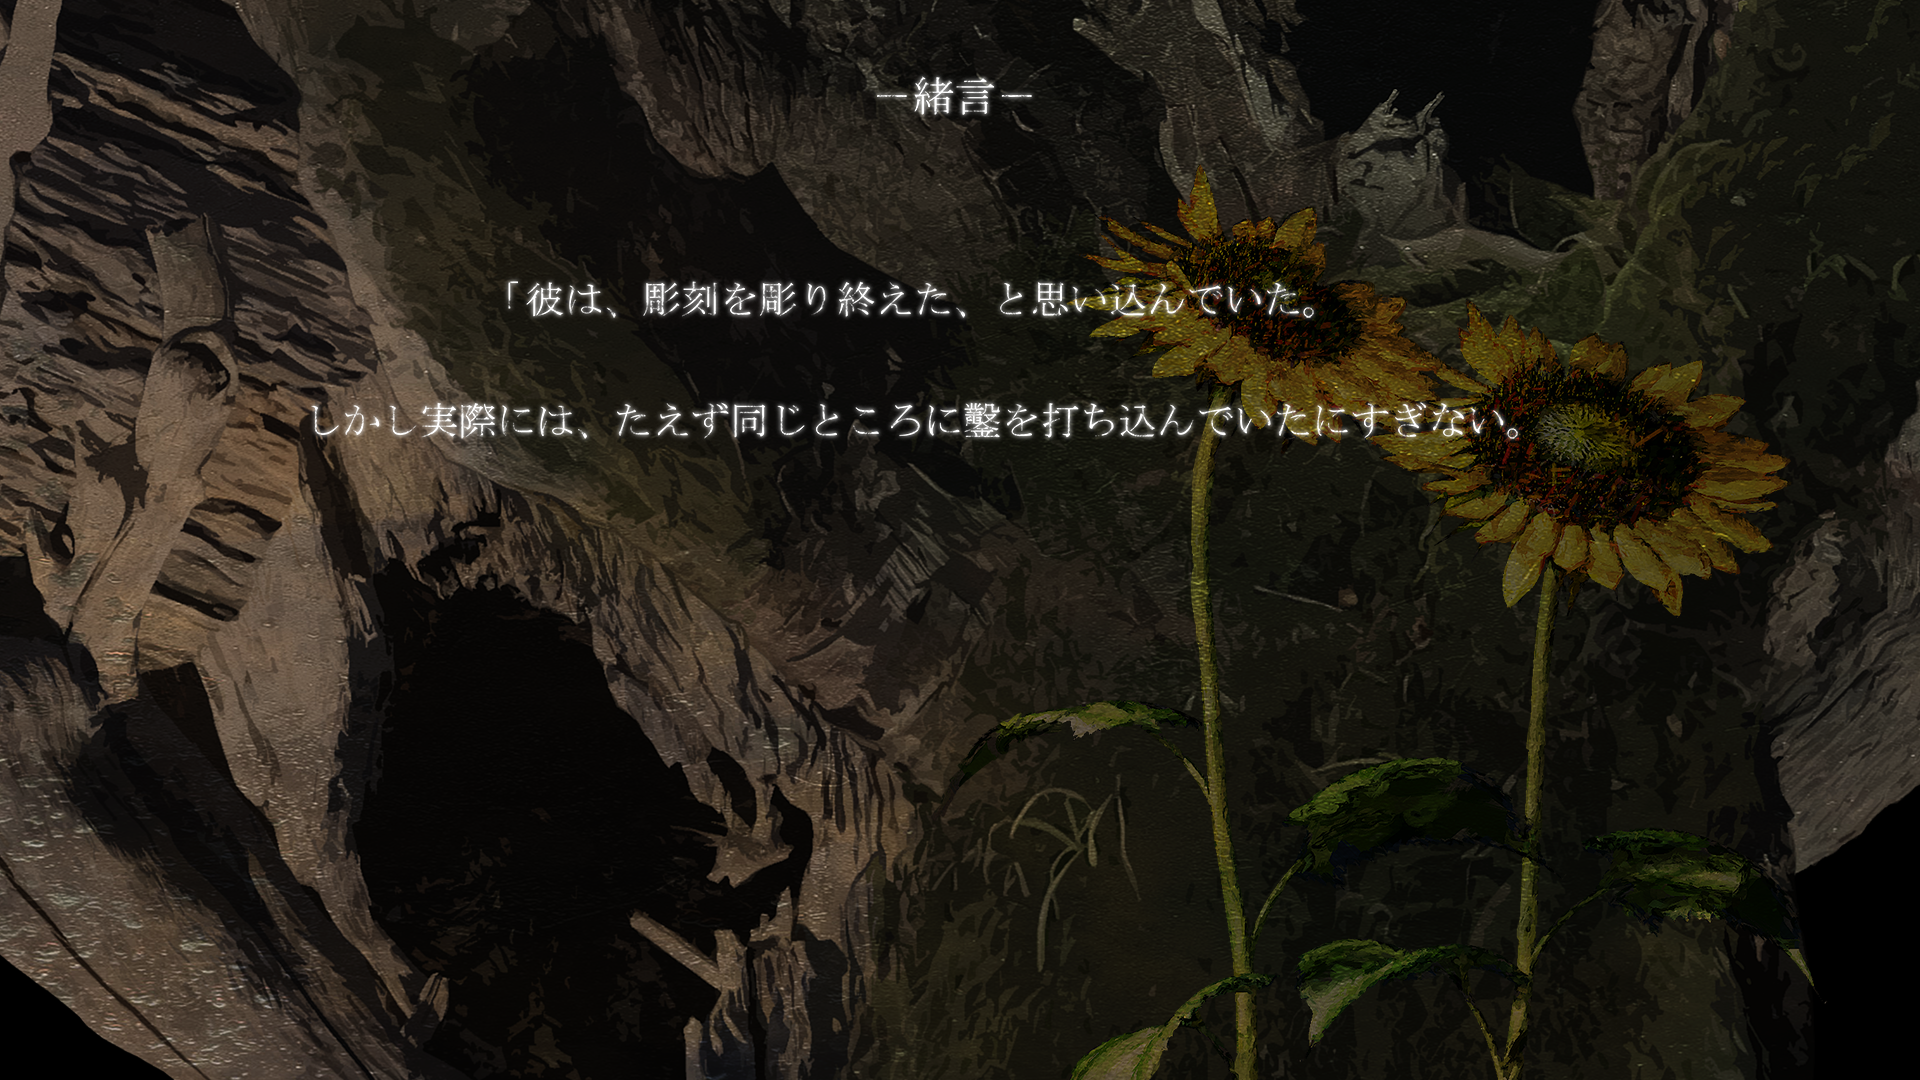 ―緒言―
「彼は、彫刻を彫り終えた、と思い込んでいた。
しかし実際には、たえず同じところに鑿を打ち込んでいたにすぎない。